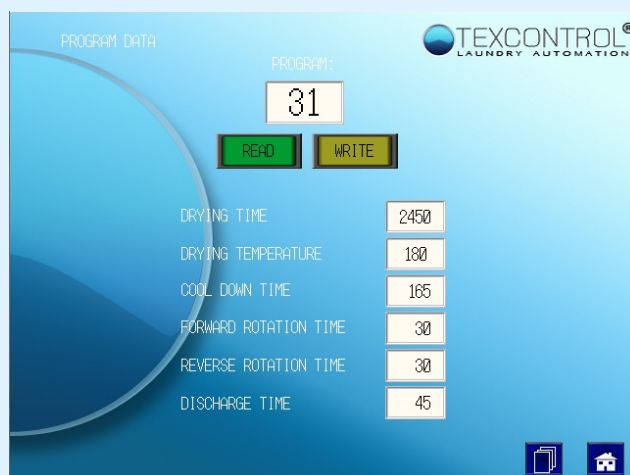 PROGRAM DATA
TEXCONTROL®
LAUNDRY AUTOMATION
PROGRAM:
31
READ WRITE
DRYING TIME 2450
DRYING TEMPERATURE 180
COOL DOWN TIME 165
FORWARD ROTATION TIME 30
REVERSE ROTATION TIME 30
DISCHARGE TIME 45